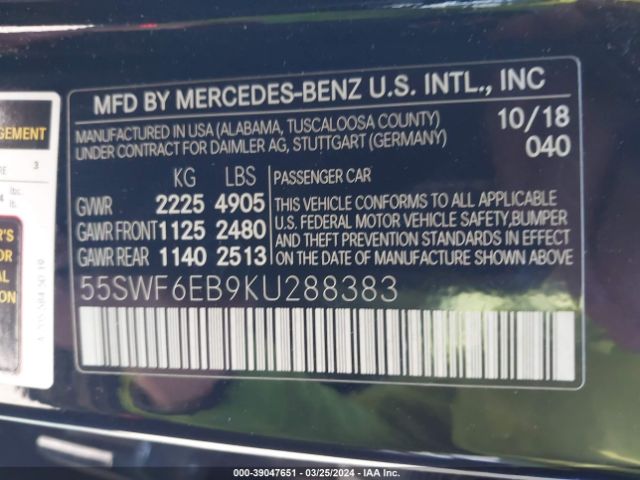 MFD BY MERCEDES-BENZ U.S. INTL., INC
MANUFACTURED IN USA (ALABAMA, TUSCALOOSA COUNTY)
UNDER CONTRACT FOR DAIMLER AG, STUTTGART (GERMANY)
10/18
040
KG LBS
GVWR 2225 4905
GAWR FRONT 1125 2480
GAWR REAR 1140 2513
PASSENGER CAR
THIS VEHICLE CONFORMS TO ALL APPLICABLE
U.S. FEDERAL MOTOR VEHICLE SAFETY, BUMPER
AND THEFT PREVENTION STANDARDS IN EFFECT
ON THE DATE OF MANUFACTURE SHOWN ABOVE
55SWF6EB9KU288383
3
lbs.
lb.
000-39047651 | 03/25/2024 - IAA Inc.